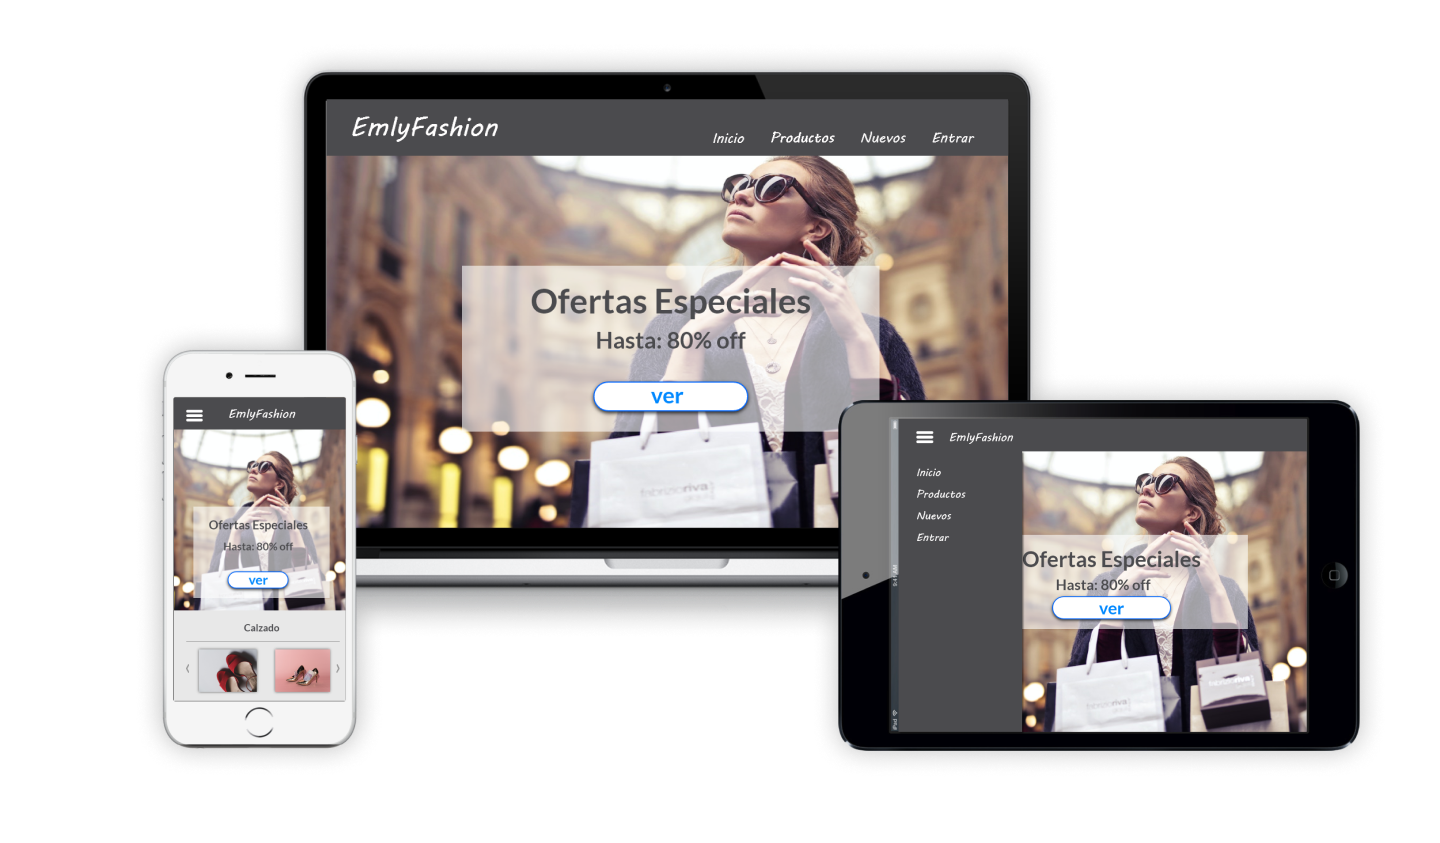 EmlyFashion
Inicio Productos Nuevos Entrar
Ofertas Especiales
Hasta: 80% off
ver
EmlyFashion
Ofertas Especiales
Hasta: 80% off
ver
Calzado
EmlyFashion
Inicio
Productos
Nuevos
Entrar
Ofertas Especiales
Hasta: 80% off
ver
iPad